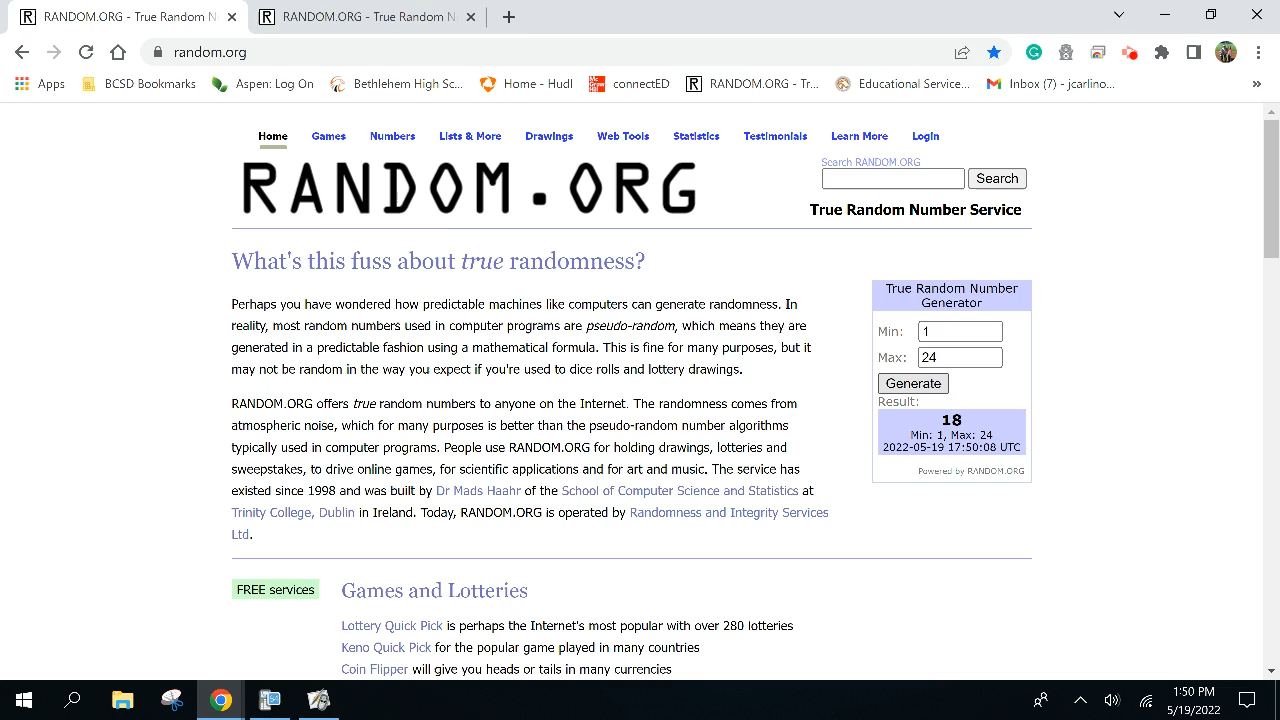 RANDOM.ORG - True Random N
RANDOM.ORG - True Random N
random.org
Apps
BCSD Bookmarks
Aspen: Log On
Bethlehem High Sc...
Home - Hudl
connectED
RANDOM.ORG - Tr...
Educational Service...
Inbox (7) - jcarlino...
»
Home
Games
Numbers
Lists & More
Drawings
Web Tools
Statistics
Testimonials
Learn More
Login
RANDOM.ORG
Search RANDOM.ORG
Search
True Random Number Service
What's this fuss about true randomness?
Perhaps you have wondered how predictable machines like computers can generate randomness. In
reality, most random numbers used in computer programs are pseudo-random, which means they are
generated in a predictable fashion using a mathematical formula. This is fine for many purposes, but it
may not be random in the way you expect if you're used to dice rolls and lottery drawings.
RANDOM.ORG offers true random numbers to anyone on the Internet. The randomness comes from
atmospheric noise, which for many purposes is better than the pseudo-random number algorithms
typically used in computer programs. People use RANDOM.ORG for holding drawings, lotteries and
sweepstakes, to drive online games, for scientific applications and for art and music. The service has
existed since 1998 and was built by Dr Mads Haahr of the School of Computer Science and Statistics at
Trinity College, Dublin in Ireland. Today, RANDOM.ORG is operated by Randomness and Integrity Services
Ltd.
True Random Number
Generator
Min: 1
Max: 24
Generate
Result:
18
Min: 1, Max: 24
2022-05-19 17:50:08 UTC
Powered by RANDOM.ORG
FREE services
Games and Lotteries
Lottery Quick Pick is perhaps the Internet's most popular with over 280 lotteries
Keno Quick Pick for the popular game played in many countries
Coin Flipper will give you heads or tails in many currencies
1:50 PM
5/19/2022